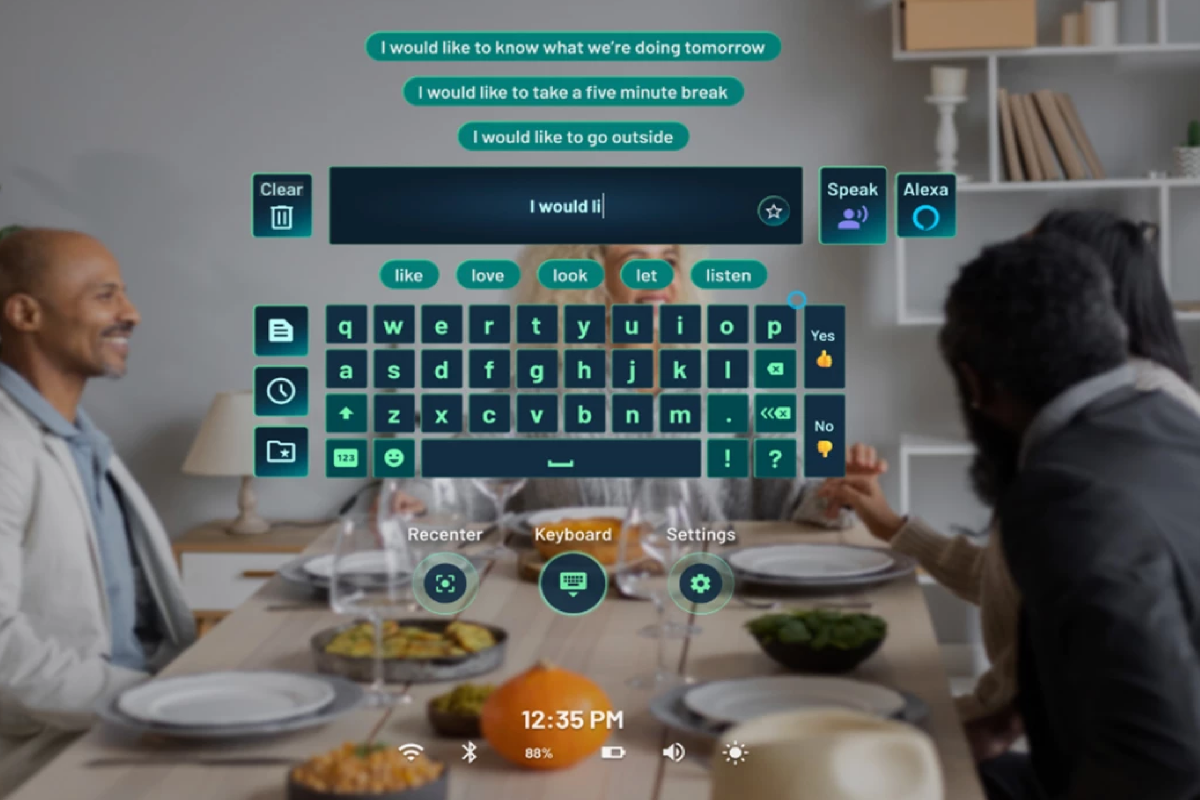 I would like to know what we're doing tomorrow
I would like to take a five minute break
I would like to go outside
Clear
I would li
Speak
Alexa
like love look let listen
q w e r t y u i o p
Yes
a s d f g h j k l
z x c v b n m .
No
123 ! ?
Recenter Keyboard Settings
12:35 PM
88%